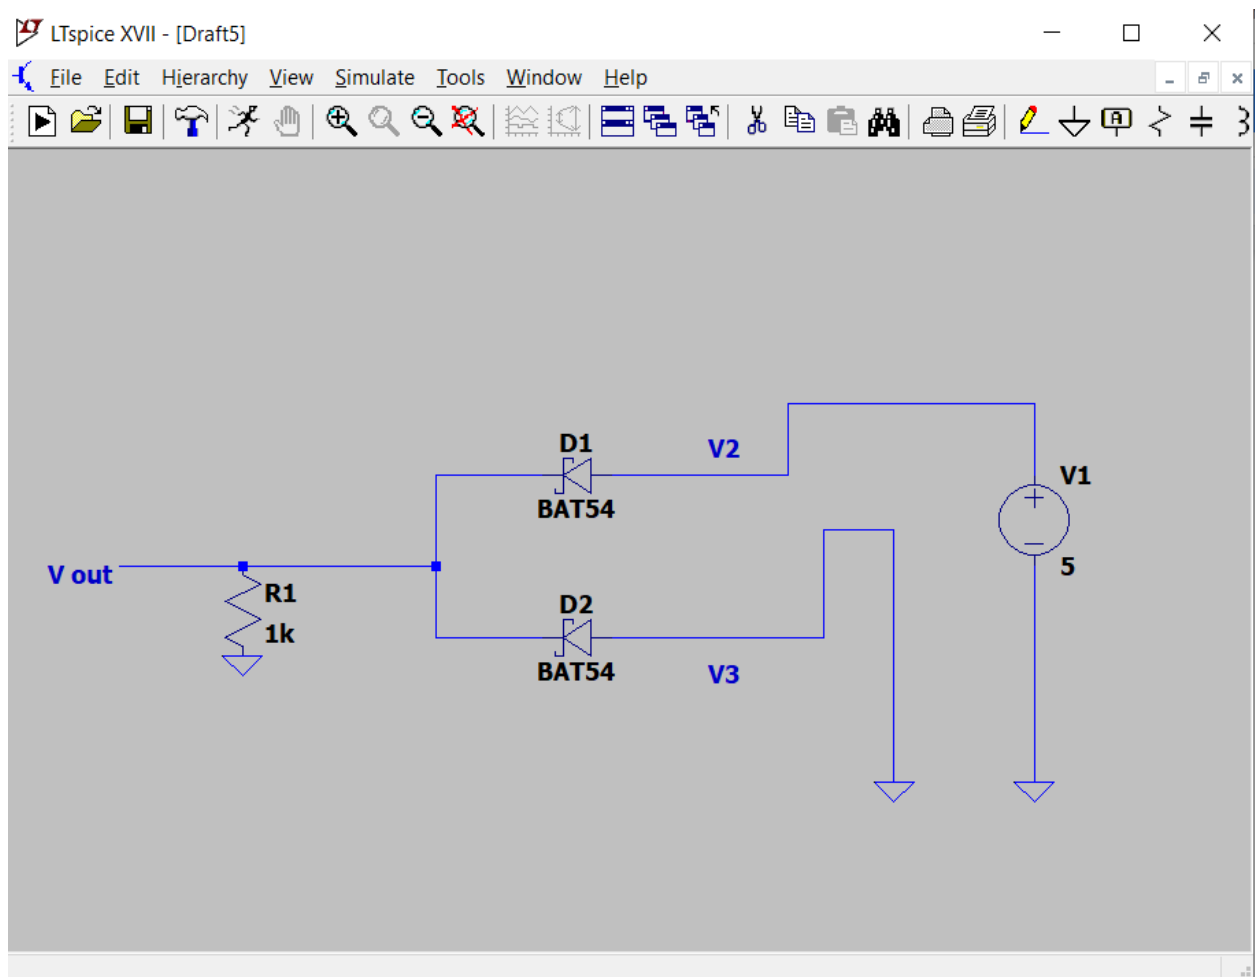 LTspice XVII - [Draft5]
File Edit Hierarchy View Simulate Tools Window Help
D1
V2
BAT54
V1
5
V out
R1
1k
D2
BAT54
V3